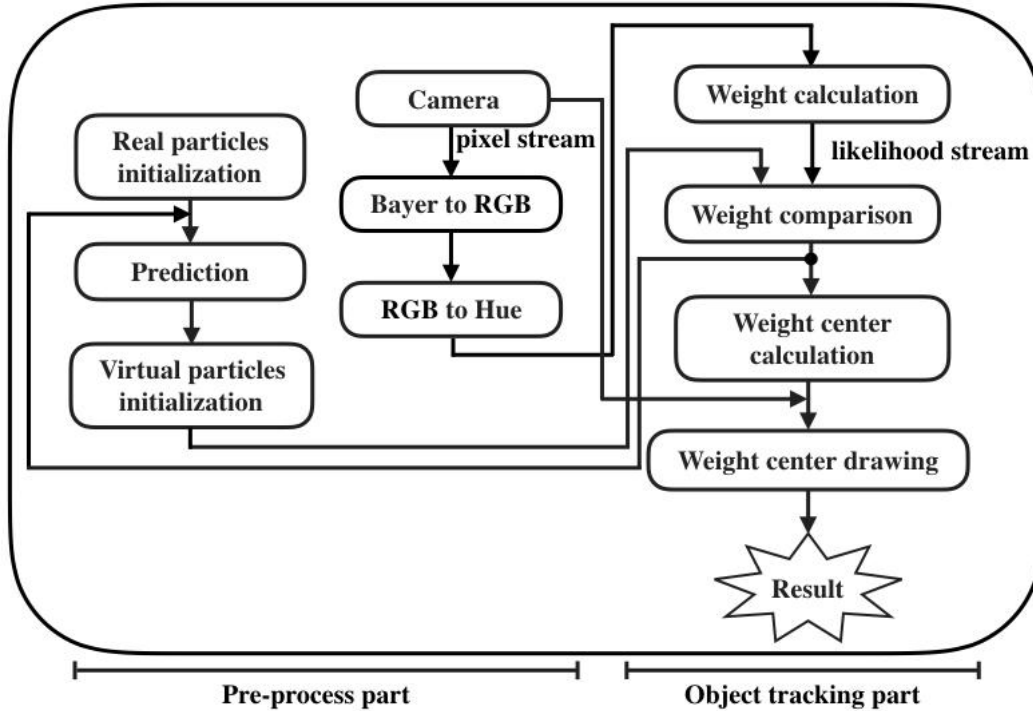 Real particles
initialization
Prediction
Virtual particles
initialization
Camera
pixel stream
Bayer to RGB
RGB to Hue
Weight calculation
likelihood stream
Weight comparison
Weight center
calculation
Weight center drawing
Result
Pre-process part
Object tracking part